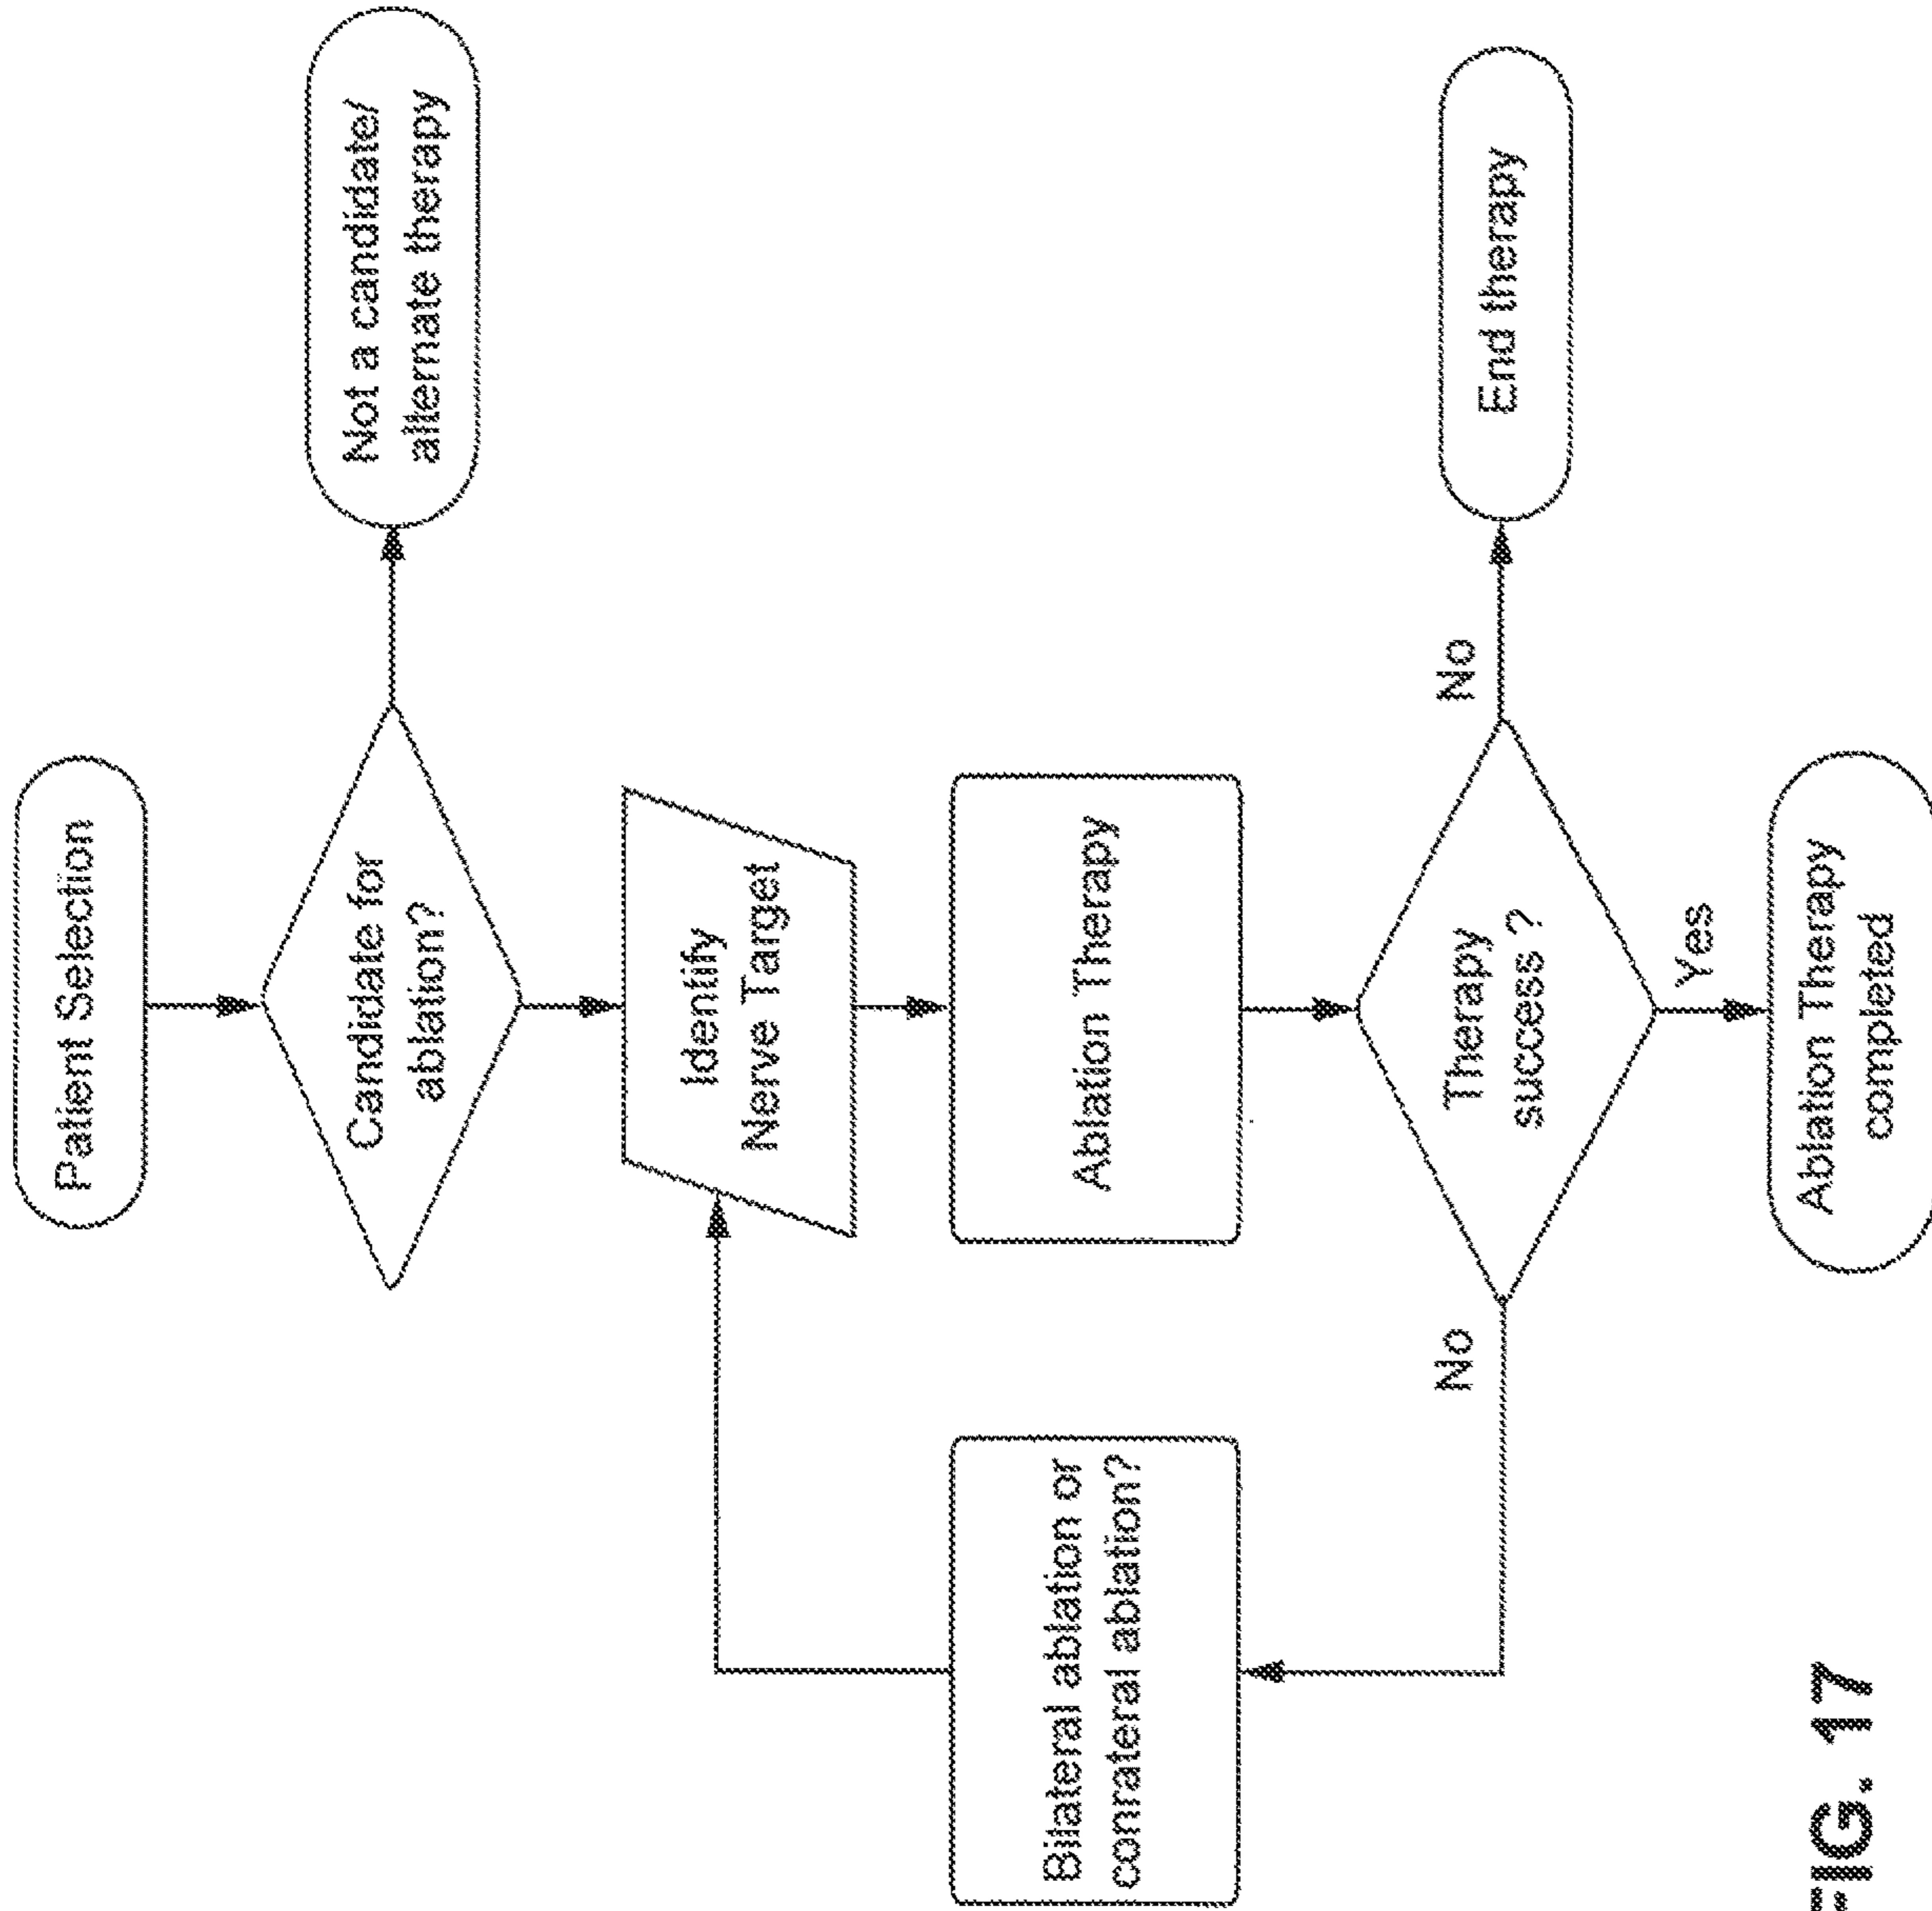 Patient Selection
Candidate for
ablation?
Not a candidate/
alternate therapy
Identify
Nerve Target
Ablation Therapy
Bilateral ablation or
conrateral ablation?
Therapy
success ?
No
No
Yes
End therapy
Ablation Therapy
completed
FIG. 17